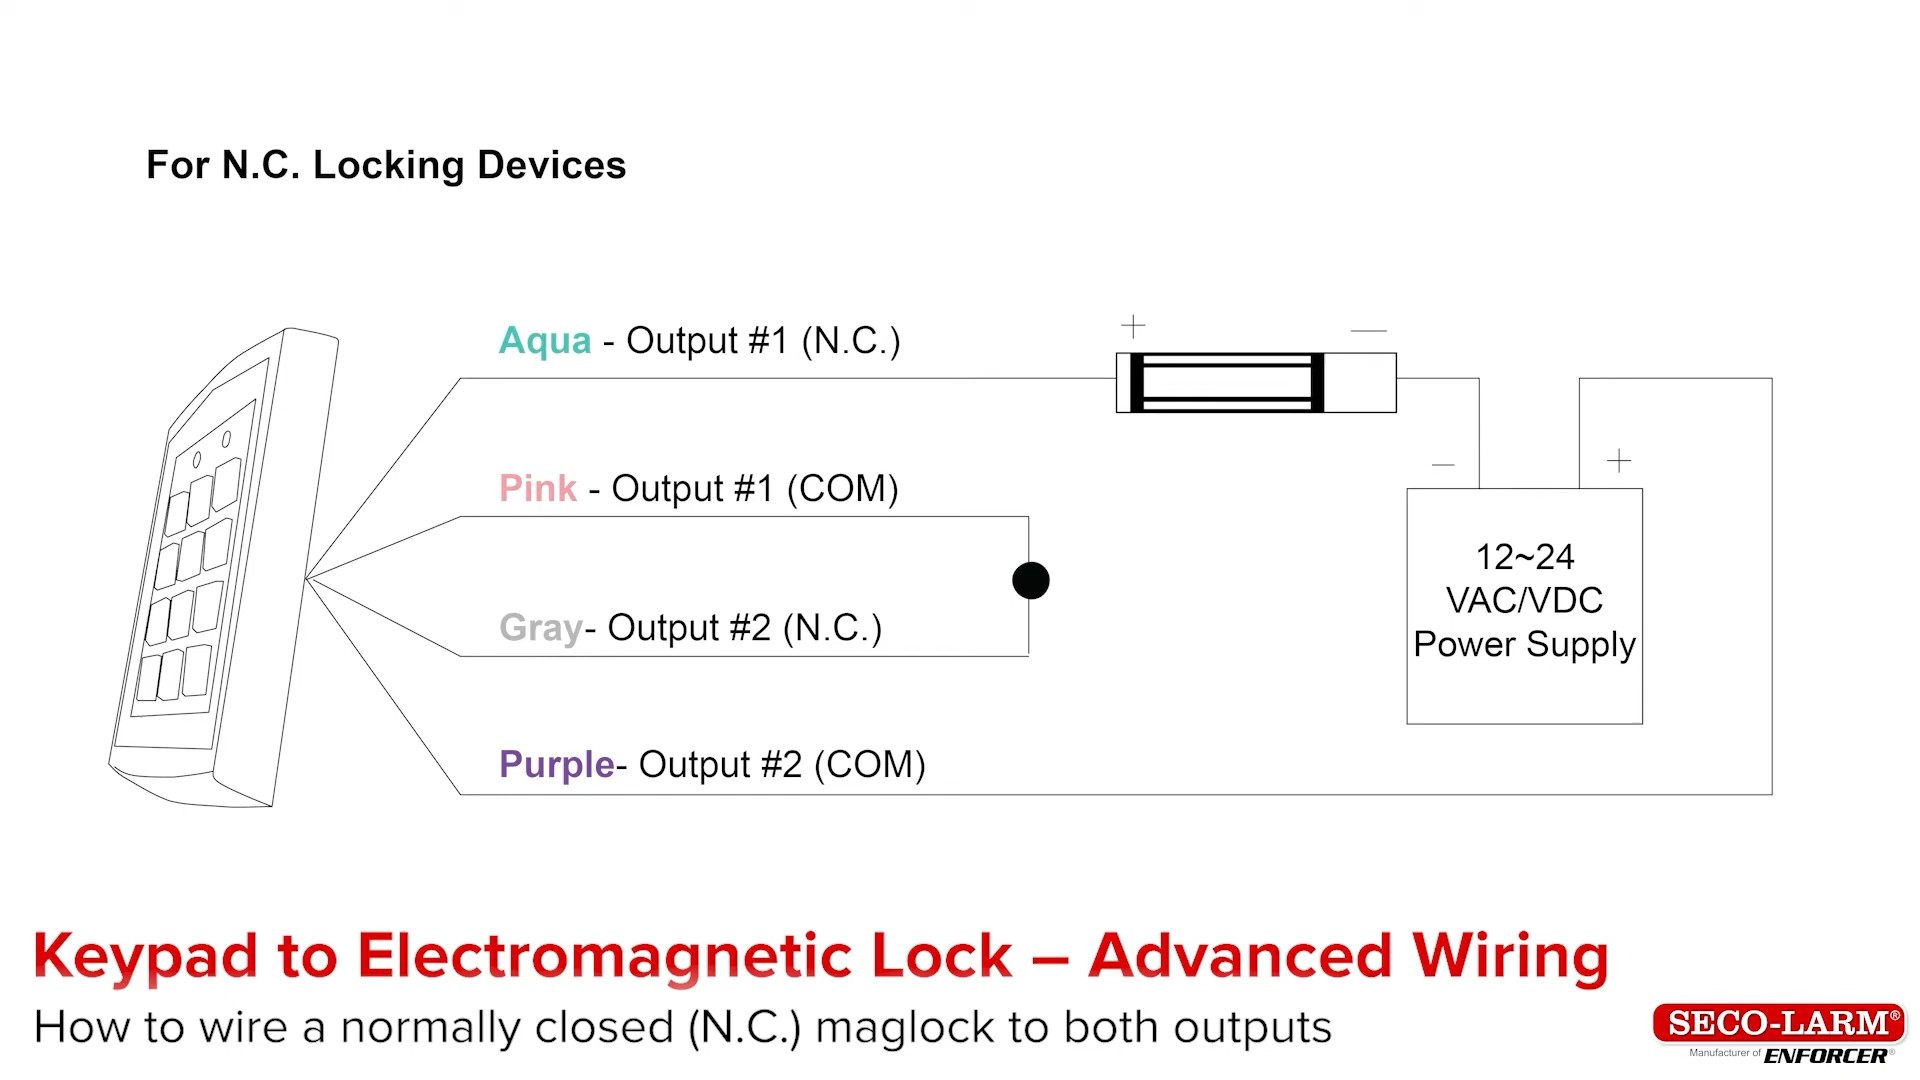 For N.C. Locking Devices
Aqua - Output #1 (N.C.)
+ —
Pink - Output #1 (COM)
— +
Gray- Output #2 (N.C.)
12~24
VAC/VDC
Power Supply
Purple- Output #2 (COM)
Keypad to Electromagnetic Lock – Advanced Wiring
How to wire a normally closed (N.C.) maglock to both outputs
SECO-LARM®
Manufacturer of ENFORCER®